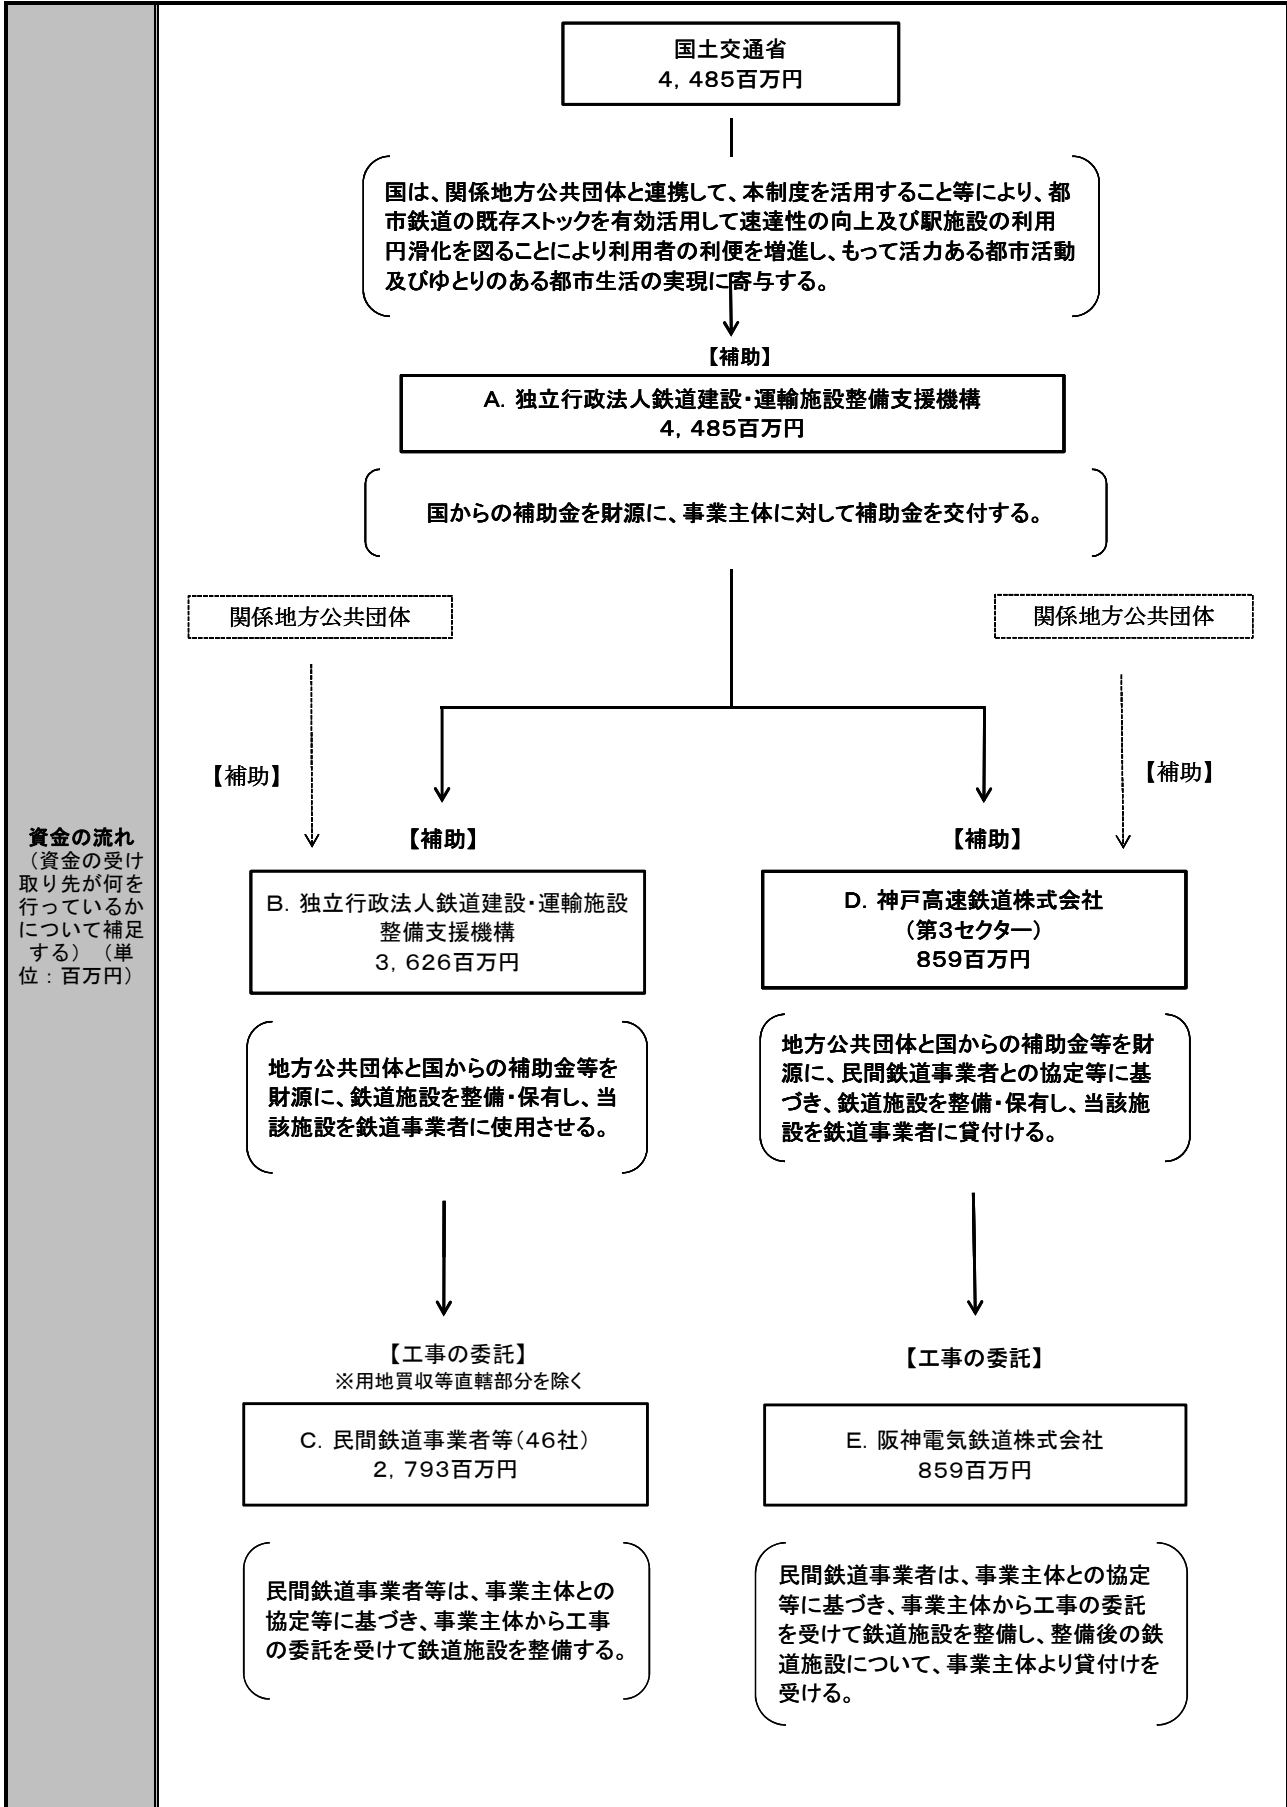 国土交通省
4，485百万円
国は、関係地方公共団体と連携して、本制度を活用すること等により、都
市鉄道の既存ストックを有効活用して速達性の向上及び駅施設の利用
円滑化を図ることにより利用者の利便を増進し、もって活力ある都市活動
及びゆとりのある都市生活の実現に寄与する。
【補助】
A．独立行政法人鉄道建設・運輸施設整備支援機構
4，485百万円
国からの補助金を財源に、事業主体に対して補助金を交付する。
関係地方公共団体
関係地方公共団体
【補助】
【補助】
【補助】
【補助】
資金の流れ
（資金の受け
取り先が何を
行っているか
について補足
する）（単
位：百万円）
B．独立行政法人鉄道建設・運輸施設
整備支援機構
3，626百万円
D．神戸高速鉄道株式会社
（第3セクター）
859百万円
地方公共団体と国からの補助金等を
財源に、鉄道施設を整備・保有し、当
該施設を鉄道事業者に使用させる。
地方公共団体と国からの補助金等を財
源に、民間鉄道事業者との協定等に基
づき、鉄道施設を整備・保有し、当該施
設を鉄道事業者に貸付ける。
【工事の委託】
※用地買収等直轄部分を除く
【工事の委託】
C．民間鉄道事業者等（46社）
2，793百万円
E．阪神電気鉄道株式会社
859百万円
民間鉄道事業者等は、事業主体との
協定等に基づき、事業主体から工事
の委託を受けて鉄道施設を整備する。
民間鉄道事業者は、事業主体との協定
等に基づき、事業主体から工事の委託
を受けて鉄道施設を整備し、整備後の鉄
道施設について、事業主体より貸付けを
受ける。